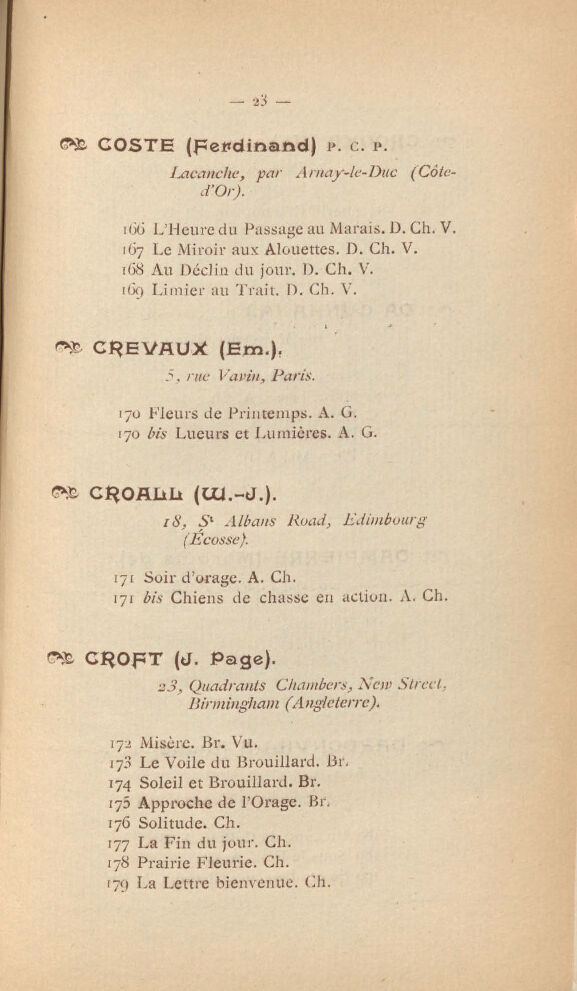 — 23 —
COSTE (Ferdinand) P. C. P.
Lacanche, par Arnay-le-Duc (Côte-
d'Or).
166 L'Heure du Passage au Marais. D. Ch. V.
167 Le Miroir aux Alouettes. D. Ch. V.
168 Au Déclin du jour. D. Ch. V.
169 Limier au Trait. D. Ch. V.
CREVAUX (Em.).
5, rue Vavin, Paris.
170 Fleurs de Printemps. A. G.
170 bis Lueurs et Lumières. A. G.
CROALL (W.-J.).
18, St Albans Road, Edimbourg
(Écosse).
171 Soir d'orage. A. Ch.
171 bis Chiens de chasse en action. A. Ch.
CROFT (J. Page).
23, Quadrants Chambers, New Street,
Birmingham (Angleterre).
172 Misère. Br. Vu.
173 Le Voile du Brouillard. Br.
174 Soleil et Brouillard. Br.
175 Approche de l'Orage. Br.
176 Solitude. Ch.
177 La Fin du jour. Ch.
178 Prairie Fleurie. Ch.
179 La Lettre bienvenue. Ch.